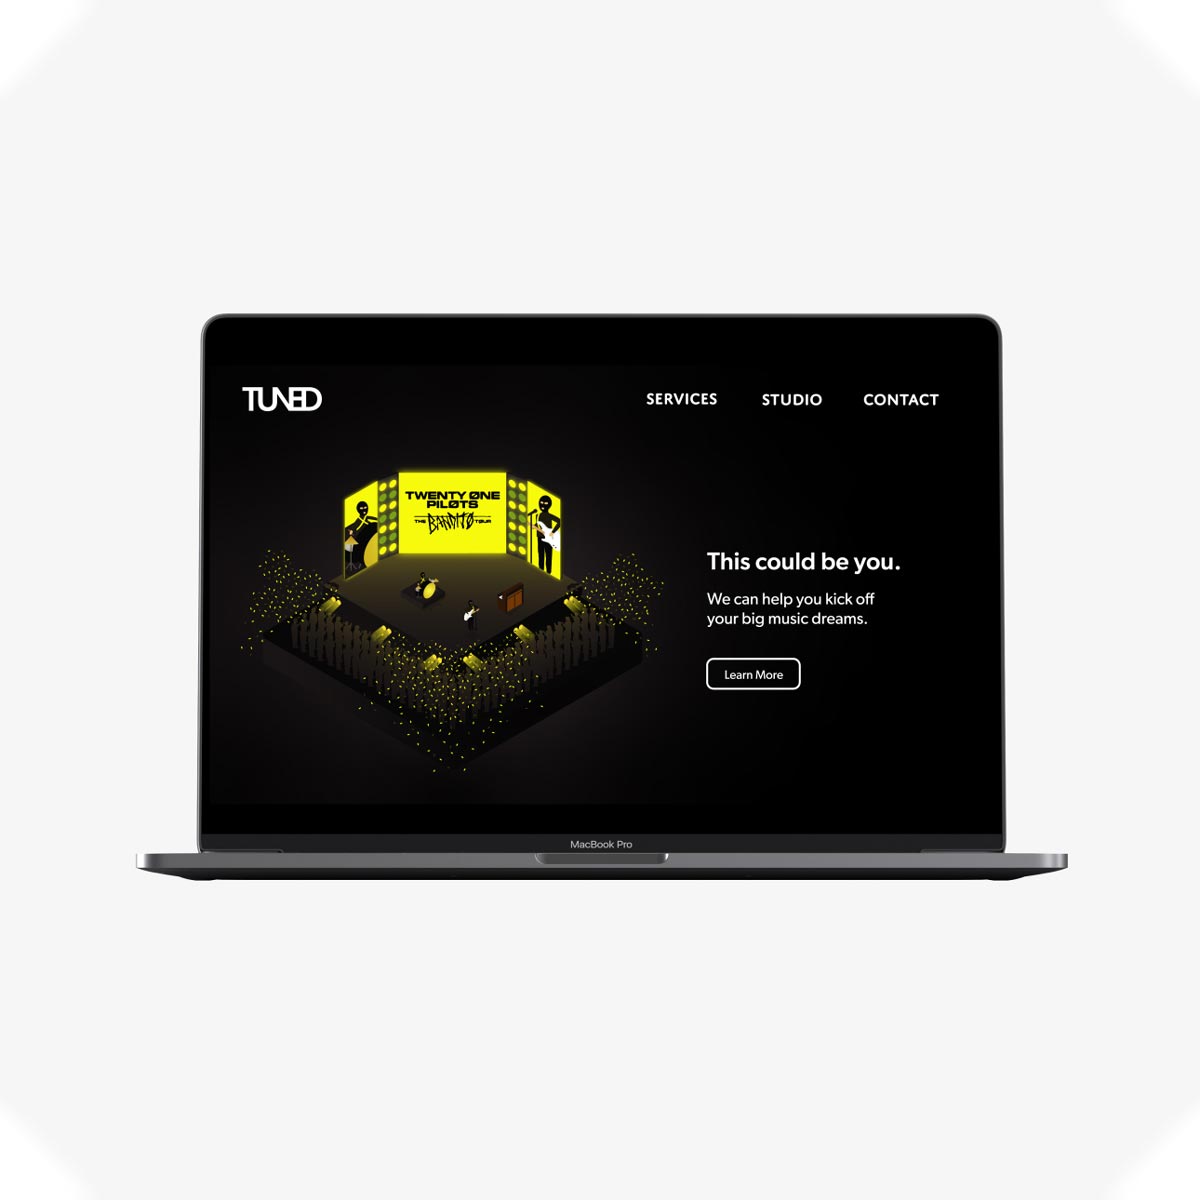 TUNED
SERVICES STUDIO CONTACT
TWENTY ØNE
PILØTS
THE BANDITØ TOUR
This could be you.
We can help you kick off
your big music dreams.
Learn More
MacBook Pro